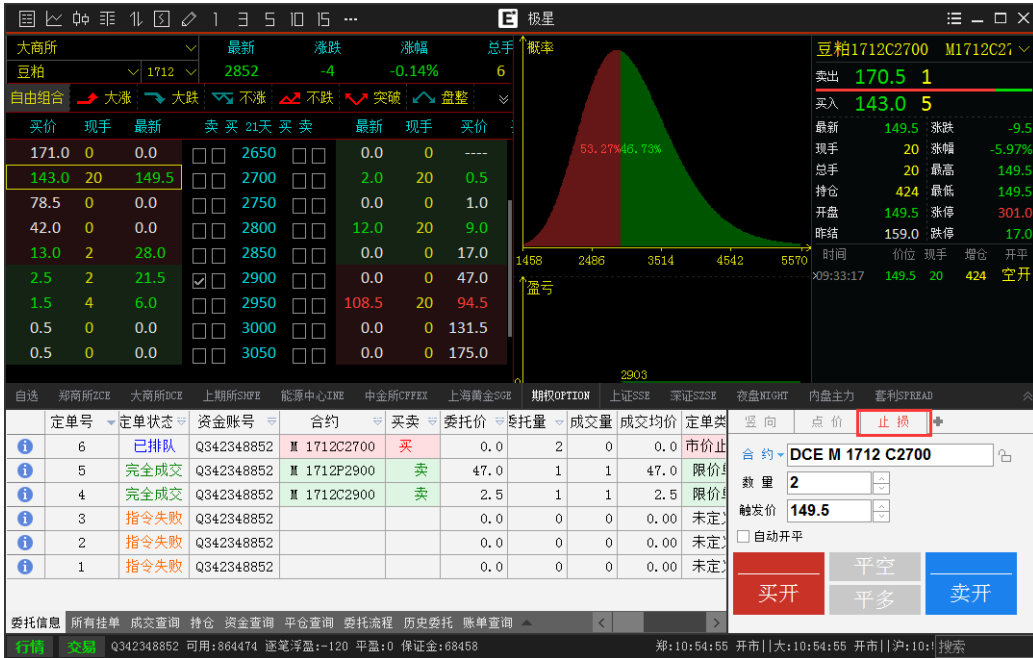 1 3 5 10 15 ··· E 极星
大商所 最新 涨跌 涨幅 总手
豆粕 1712 2852 -4 -0.14% 6
自由组合 大涨 大跌 不涨 不跌 突破 盘整
买价 现手 最新 卖 买 21天 买 卖 最新 现手 买价
171.0 0 0.0 2650 0.0 0 ----
143.0 20 149.5 2700 2.0 20 0.5
78.5 0 0.0 2750 0.0 0 1.0
42.0 0 0.0 2800 12.0 20 9.0
13.0 2 28.0 2850 0.0 0 17.0
2.5 2 21.5 2900 0.0 0 47.0
1.5 4 6.0 2950 108.5 20 94.5
0.5 0 0.0 3000 0.0 0 131.5
0.5 0 0.0 3050 0.0 0 175.0
概率
53.27% 46.73%
1458 2486 3514 4542 5570
盈亏
0 2903
豆粕1712C2700 M1712C27
卖出 170.5 1
买入 143.0 5
最新 149.5 涨跌 -9.5
现手 20 涨幅 -5.97%
总手 20 最高 149.5
持仓 424 最低 149.5
开盘 149.5 涨停 301.0
昨结 159.0 跌停 17.0
时间 价位 现手 增仓 开平
09:33:17 149.5 20 424 空开
自选 郑商所ZCE 大商所DCE 上期所SHFE 能源中心INE 中金所CFFEX 上海黄金SGE 期权OPTION 上证SSE 深证SZSE 夜盘NIGHT 内盘主力 套利SPREAD
定单号 定单状态 资金账号 合约 买卖 委托价 委托量 成交量 成交均价 定单类
6 已排队 Q342348852 M 1712C2700 买 0.0 2 0 0.0 市价止
5 完全成交 Q342348852 M 1712P2900 卖 47.0 1 1 47.0 限价
4 完全成交 Q342348852 M 1712C2900 卖 2.5 1 1 2.5 限价
3 指令失败 Q342348852 0.0 0 0 0.00 未定
2 指令失败 Q342348852 0.0 0 0 0.00 未定
1 指令失败 Q342348852 0.0 0 0 0.00 未定
竖向 点价 止损
合约 DCE M 1712 C2700
数量 2
触发价 149.5
自动开平
买开 平空 平多 卖开
委托信息 所有挂单 成交查询 持仓 资金查询 平仓查询 委托流程 历史委托 账单查询
行情 交易 Q342348852 可用:864474 逐笔浮盈:-120 平盈:0 保证金:68458 郑:10:54:55 开市||大:10:54:55 开市||沪:10: 搜索